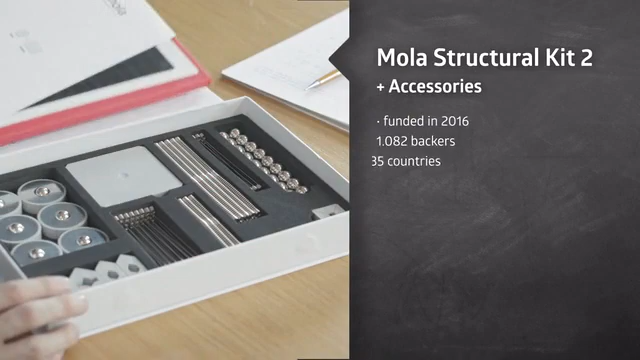 Mola Structural Kit 2
+ Accessories
· funded in 2016
1.082 backers
35 countries